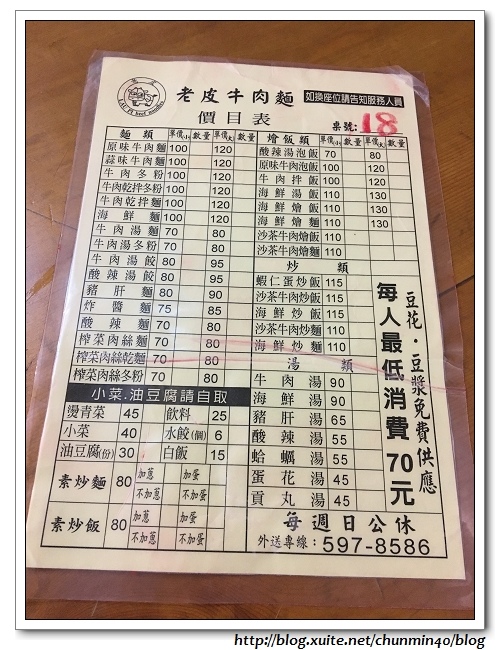 老皮牛肉麵
如換座位請告知服務人員
LAU PI beef noodles
價目表
桌號: 18
麵類 單價小 數量 單價大 數量
原味牛肉麵 100 120
蒜味牛肉麵 100 120
牛肉冬粉 100 120
牛肉乾拌冬粉 100 120
牛肉乾拌麵 100 120
海鮮麵 100 120
牛肉湯麵 70 80
牛肉湯冬粉 70 80
牛肉湯餃 80 95
酸辣湯餃 80 95
豬肝麵 80 90
炸醬麵 75 85
酸辣麵 70 80
榨菜肉絲麵 70 80
榨菜肉絲乾麵 70 80
榨菜肉絲冬粉 70 80
小菜.油豆腐請自取
燙青菜 45 飲料 25
小菜 40 水餃(個) 6
油豆腐(份) 30 白飯 15
素炒麵 80 加蔥 加蛋
不加蔥 不加蛋
素炒飯 80 加蔥 加蛋
不加蔥 不加蛋
燴飯類 單價小 數量 單價大 數量
酸辣湯泡飯 70 80
原味牛肉泡飯 100 120
牛肉拌飯 100 120
海鮮湯飯 110 130
海鮮燴飯 110 130
海鮮燴麵 110 130
沙茶牛肉燴飯 110
沙茶牛肉燴麵 110
炒類
蝦仁蛋炒飯 115
沙茶牛肉炒飯 115
海鮮炒飯 115
沙茶牛肉炒麵 110
海鮮炒麵 110
湯類
牛肉湯 90
海鮮湯 90
豬肝湯 65
酸辣湯 55
蛤蠣湯 55
蛋花湯 45
貢丸湯 45
豆花.豆漿免費供應
每人最低消費70元
每週日公休
外送專線:597-8586
http://blog.xuite.net/chunmin40/blog